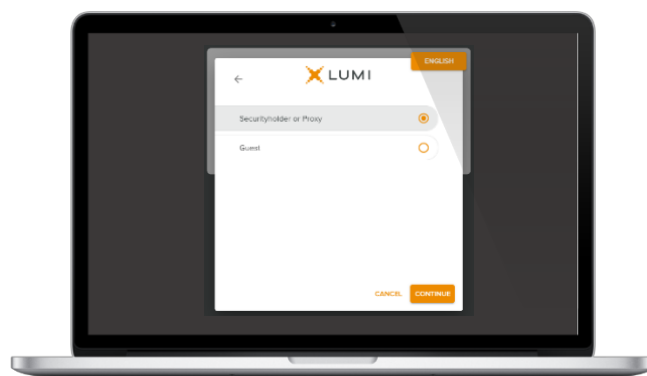 ENGLISH
LUMI
Securityholder or Proxy
Guest
CANCEL
CONTINUE